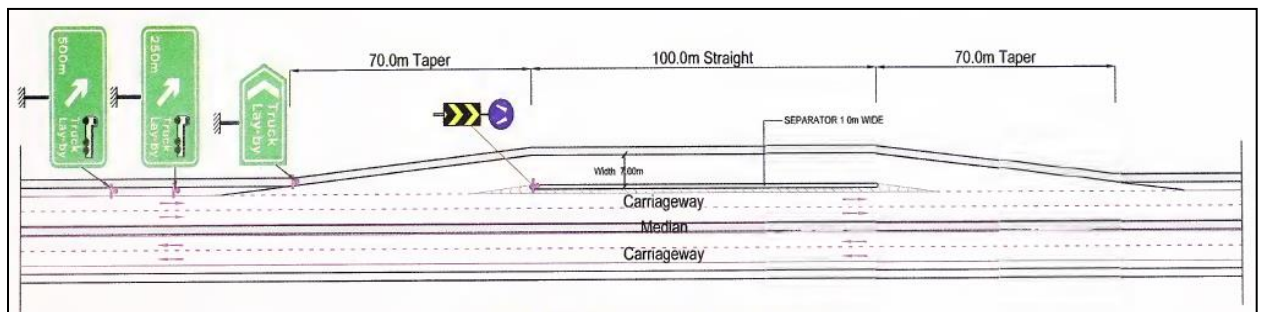 500m
Truck
Lay-by
250m
Truck
Lay-by
Truck
Lay-by
70.0m Taper
100.0m Straight
70.0m Taper
SEPARATOR 1 0m WIDE
Width 7.00m
Carriageway
Median
Carriageway